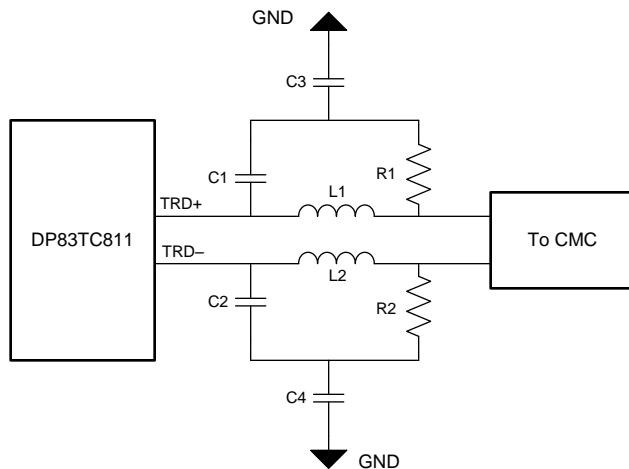 GND
C3
C1
R1
L1
TRD+
DP83TC811
To CMC
TRD–
L2
C2
R2
C4
GND